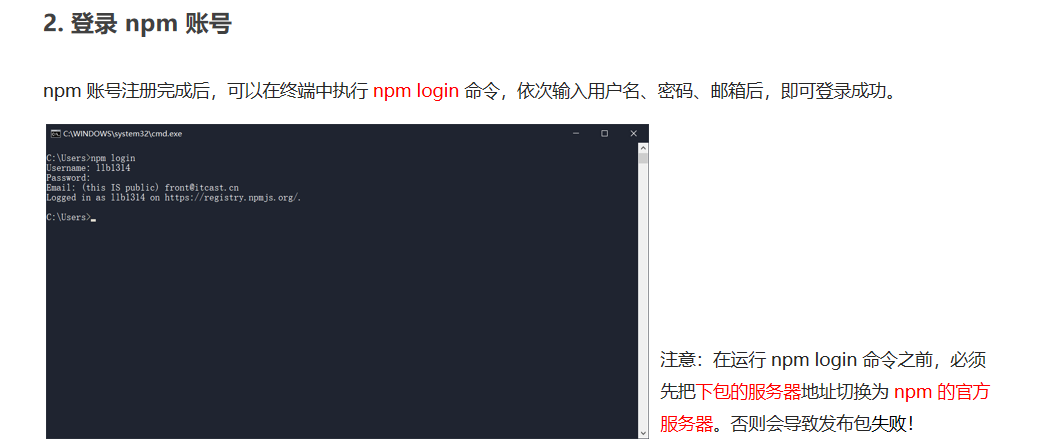 2. 登录 npm 账号
npm 账号注册完成后，可以在终端中执行 npm login 命令，依次输入用户名、密码、邮箱后，即可登录成功。
C:\WINDOWS\system32\cmd.exe
C:\Users>npm login
Username: llb1314
Password:
Email: (this IS public) front@itcast.cn
Logged in as llb1314 on https://registry.npmjs.org/.
C:\Users>
注意：在运行 npm login 命令之前，必须
先把下包的服务器地址切换为 npm 的官方
服务器。否则会导致发布包失败！